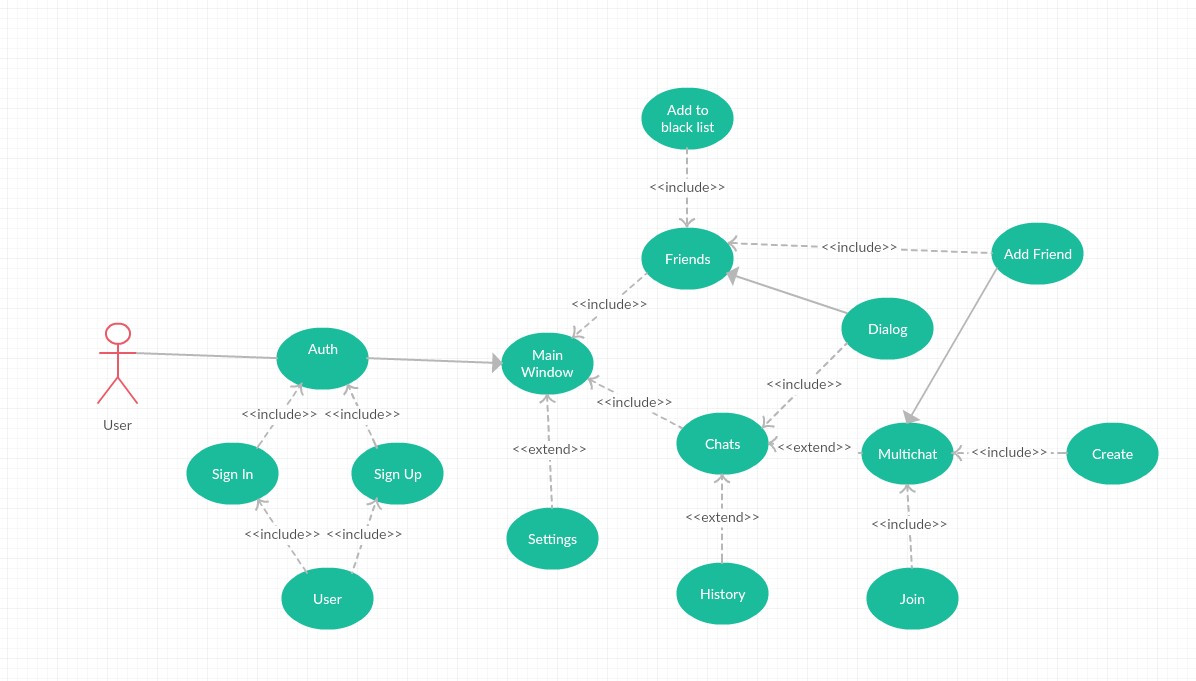 Add to
black list
<<include>>
Friends
<<include>>
Add Friend
<<include>>
Dialog
Auth
Main
Window
<<include>>
<<include>>
<<include>>
<<include>>
User
Chats
<<extend>>
<<extend>>
Multichat
<<include>>
Create
Sign In
Sign Up
<<extend>>
<<include>>
<<include>>
<<include>>
Settings
History
Join
User